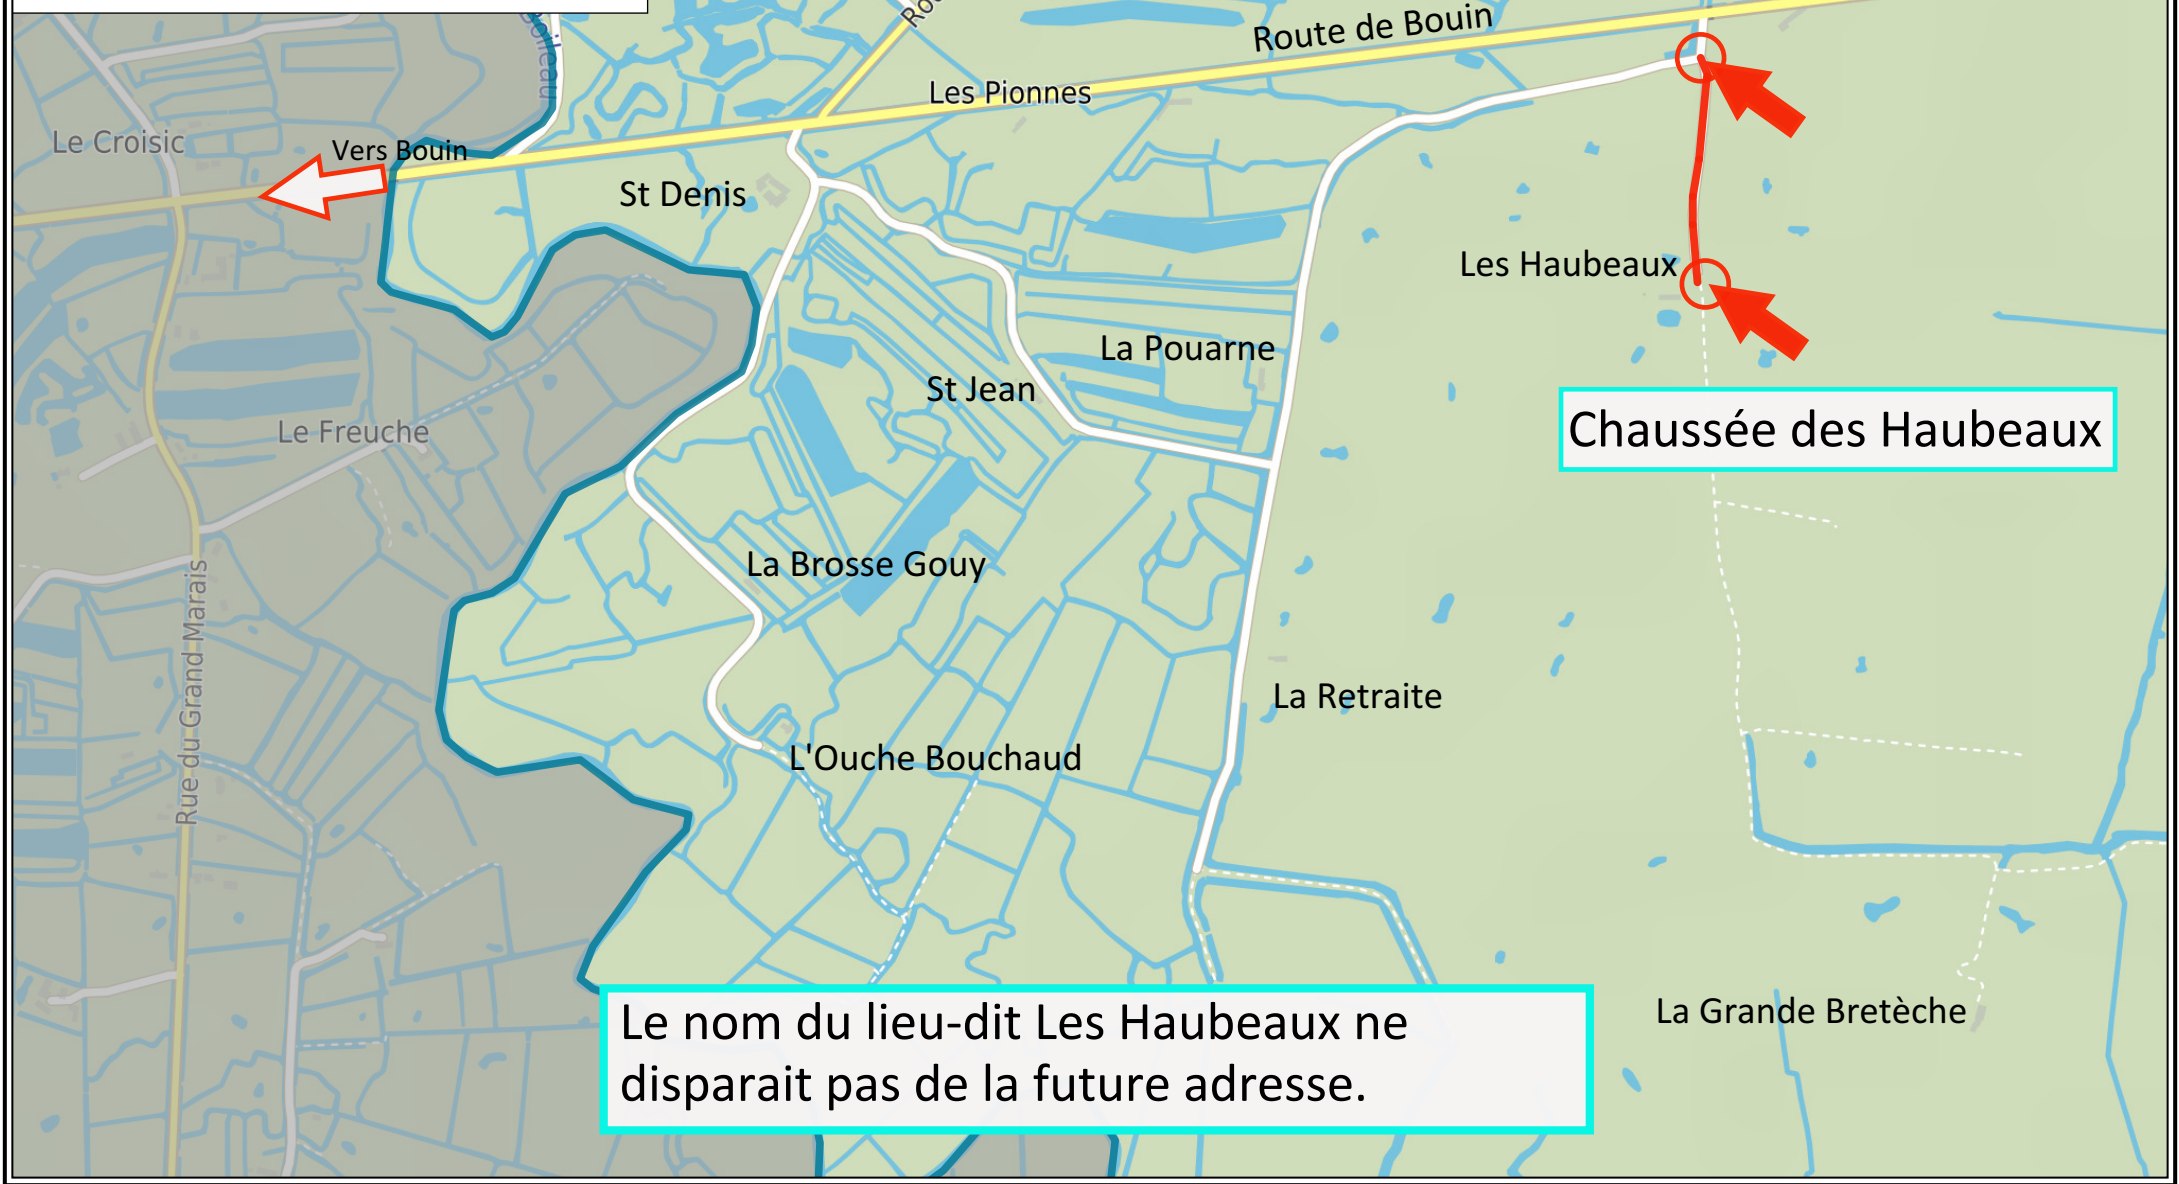 Route de Bouin
Les Pionnes
Le Croisic
Vers Bouin
St Denis
Les Haubeaux
La Pouarne
St Jean
Chaussée des Haubeaux
Le Freuche
La Brosse Gouy
Rue du Grand Marais
La Retraite
L'Ouche Bouchaud
La Grande Bretèche
Le nom du lieu-dit Les Haubeaux ne
disparait pas de la future adresse.